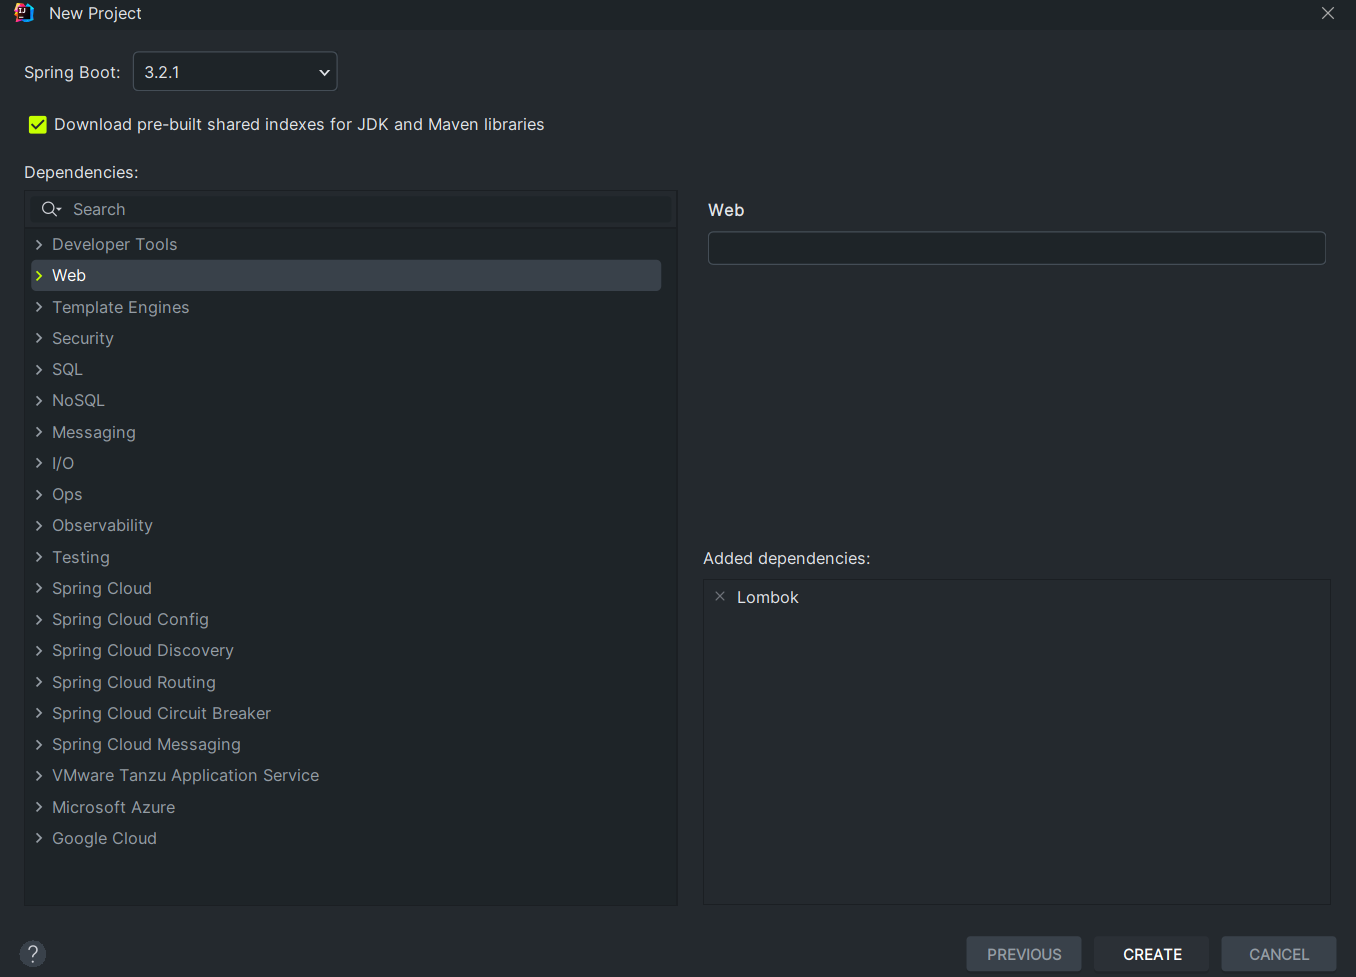 New Project
Spring Boot: 3.2.1
Download pre-built shared indexes for JDK and Maven libraries
Dependencies:
Search
Developer Tools
Web
Template Engines
Security
SQL
NoSQL
Messaging
I/O
Ops
Observability
Testing
Spring Cloud
Spring Cloud Config
Spring Cloud Discovery
Spring Cloud Routing
Spring Cloud Circuit Breaker
Spring Cloud Messaging
VMware Tanzu Application Service
Microsoft Azure
Google Cloud
Web
Added dependencies:
Lombok
?
PREVIOUS CREATE CANCEL